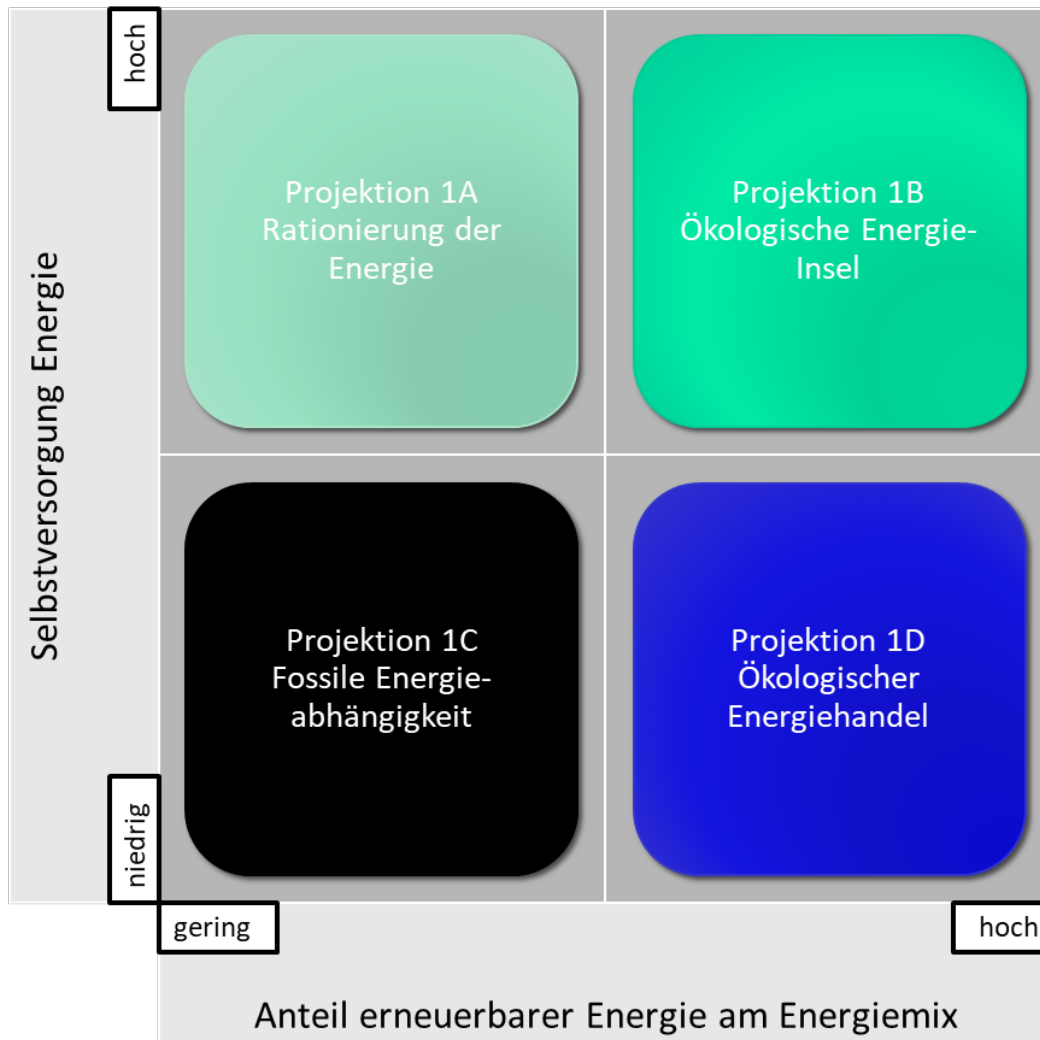 Selbstversorgung Energie
hoch
Projektion 1A
Rationierung der
Energie
Projektion 1B
Ökologische Energie-
Insel
Projektion 1C
Fossile Energie-
abhängigkeit
Projektion 1D
Ökologischer
Energiehandel
niedrig
gering
hoch
Anteil erneuerbarer Energie am Energiemix